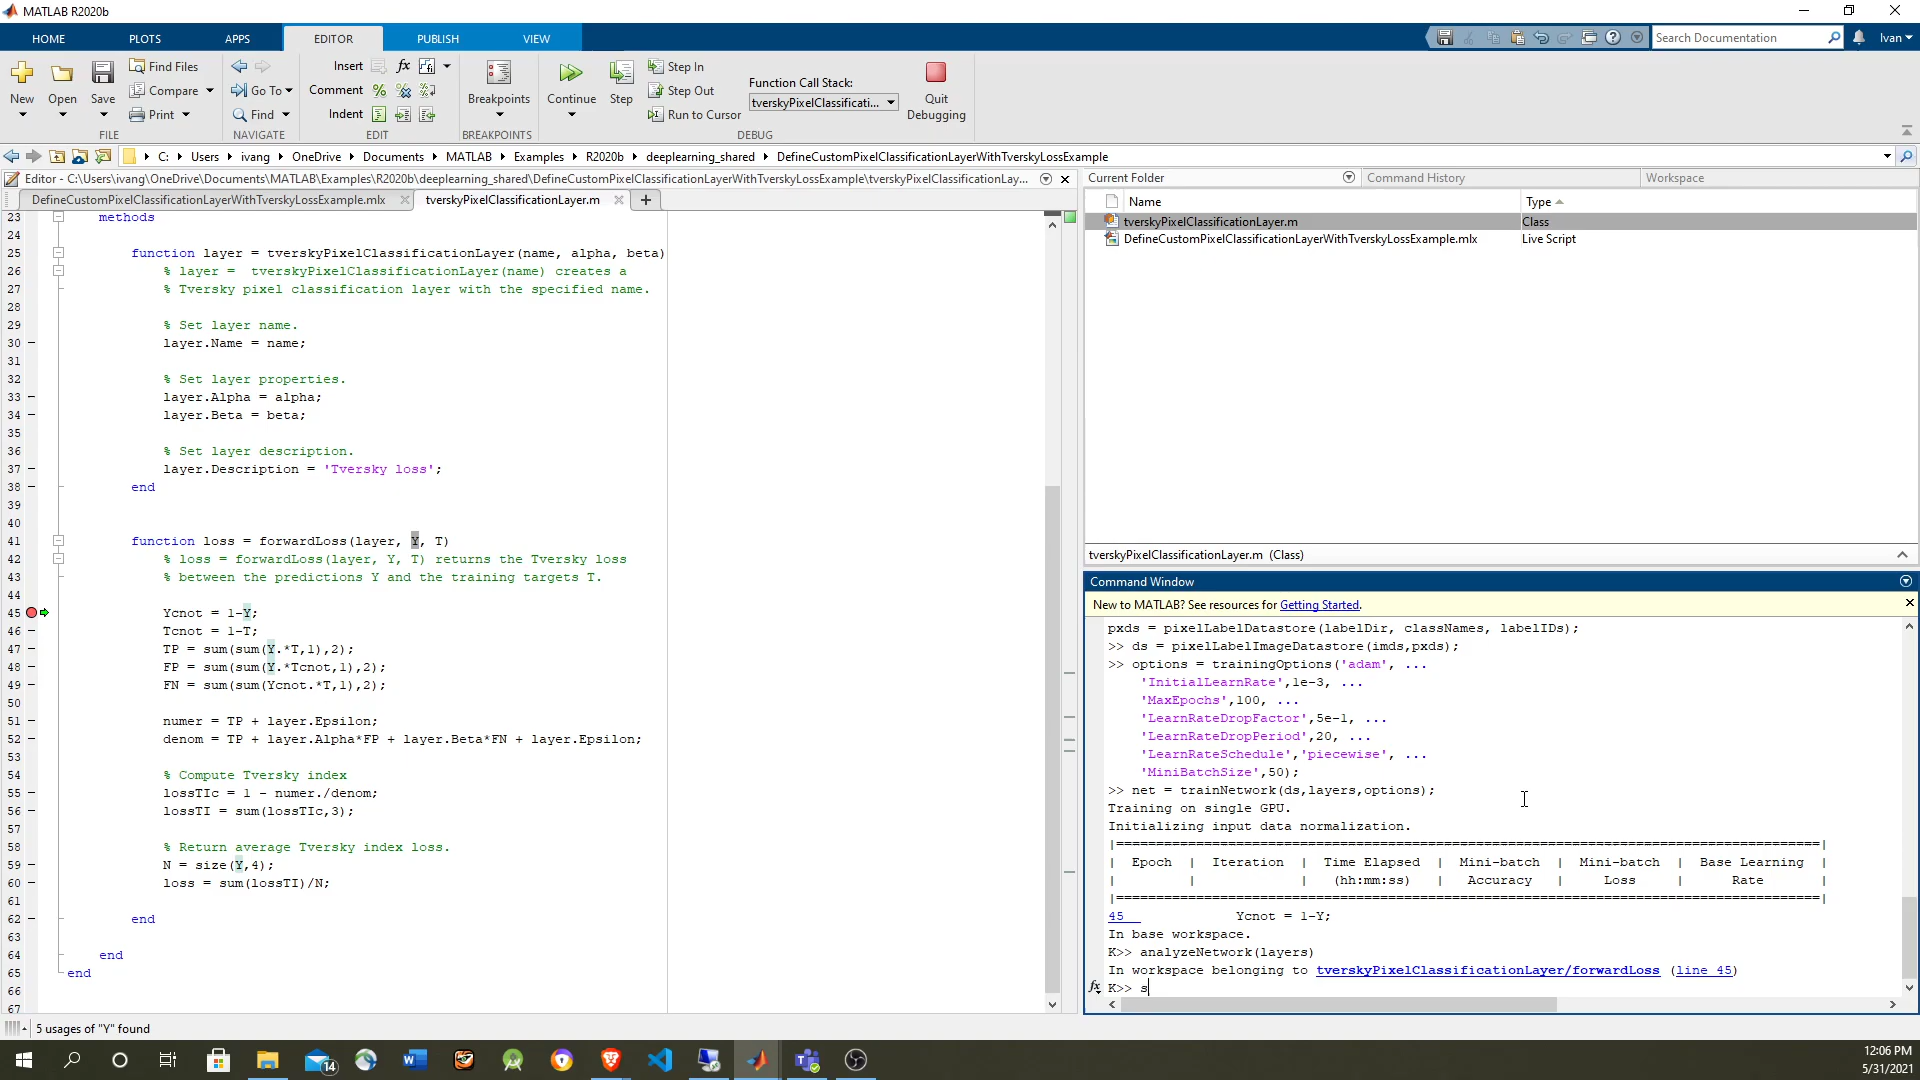 MATLAB R2020b
HOME PLOTS APPS EDITOR PUBLISH VIEW
Search Documentation
Ivan
New
Open
Save
Find Files
Compare
Print
FILE
Go To
Find
NAVIGATE
Insert
Comment
Indent
EDIT
Breakpoints
BREAKPOINTS
Continue
Step
Step In
Step Out
Run to Cursor
Function Call Stack:
tverskyPixelClassificati...
Quit Debugging
DEBUG
C: Users ivang OneDrive Documents MATLAB Examples R2020b deeplearning_shared DefineCustomPixelClassificationLayerWithTverskyLossExample
Editor - C:\Users\ivang\OneDrive\Documents\MATLAB\Examples\R2020b\deeplearning_shared\DefineCustomPixelClassificationLayerWithTverskyLossExample\tverskyPixelClassificationLay...
DefineCustomPixelClassificationLayerWithTverskyLossExample.mlx
tverskyPixelClassificationLayer.m
23 methods
24
25 function layer = tverskyPixelClassificationLayer(name, alpha, beta)
26 % layer =  tverskyPixelClassificationLayer(name) creates a
27 % Tversky pixel classification layer with the specified name.
28
29 % Set layer name.
30 layer.Name = name;
31
32 % Set layer properties.
33 layer.Alpha = alpha;
34 layer.Beta = beta;
35
36 % Set layer description.
37 layer.Description = 'Tversky loss';
38 end
39
40
41 function loss = forwardLoss(layer, Y, T)
42 % loss = forwardLoss(layer, Y, T) returns the Tversky loss
43 % between the predictions Y and the training targets T.
44
45 Ycnot = 1-Y;
46 Tcnot = 1-T;
47 TP = sum(sum(Y.*T,1),2);
48 FP = sum(sum(Y.*Tcnot,1),2);
49 FN = sum(sum(Ycnot.*T,1),2);
50
51 numer = TP + layer.Epsilon;
52 denom = TP + layer.Alpha*FP + layer.Beta*FN + layer.Epsilon;
53
54 % Compute Tversky index
55 lossTIc = 1 - numer./denom;
56 lossTI = sum(lossTIc,3);
57
58 % Return average Tversky index loss.
59 N = size(Y,4);
60 loss = sum(lossTI)/N;
61
62 end
63
64 end
65 end
66
67
5 usages of "Y" found
Current Folder
Command History
Workspace
Name Type
tverskyPixelClassificationLayer.m Class
DefineCustomPixelClassificationLayerWithTverskyLossExample.mlx Live Script
tverskyPixelClassificationLayer.m (Class)
Command Window
New to MATLAB? See resources for Getting Started.
pxds = pixelLabelDatastore(labelDir, classNames, labelIDs);
>> ds = pixelLabelImageDatastore(imds,pxds);
>> options = trainingOptions('adam', ...
'InitialLearnRate',1e-3, ...
'MaxEpochs',100, ...
'LearnRateDropFactor',5e-1, ...
'LearnRateDropPeriod',20, ...
'LearnRateSchedule','piecewise', ...
'MiniBatchSize',50);
>> net = trainNetwork(ds,layers,options);
Training on single GPU.
Initializing input data normalization.
|========================================================================================|
| Epoch | Iteration | Time Elapsed | Mini-batch | Mini-batch | Base Learning |
| | | (hh:mm:ss) | Accuracy | Loss | Rate |
|========================================================================================|
45 Ycnot = 1-Y;
In base workspace.
K>> analyzeNetwork(layers)
In workspace belonging to tverskyPixelClassificationLayer/forwardLoss (line 45)
fx K>> s
14
12:06 PM
5/31/2021